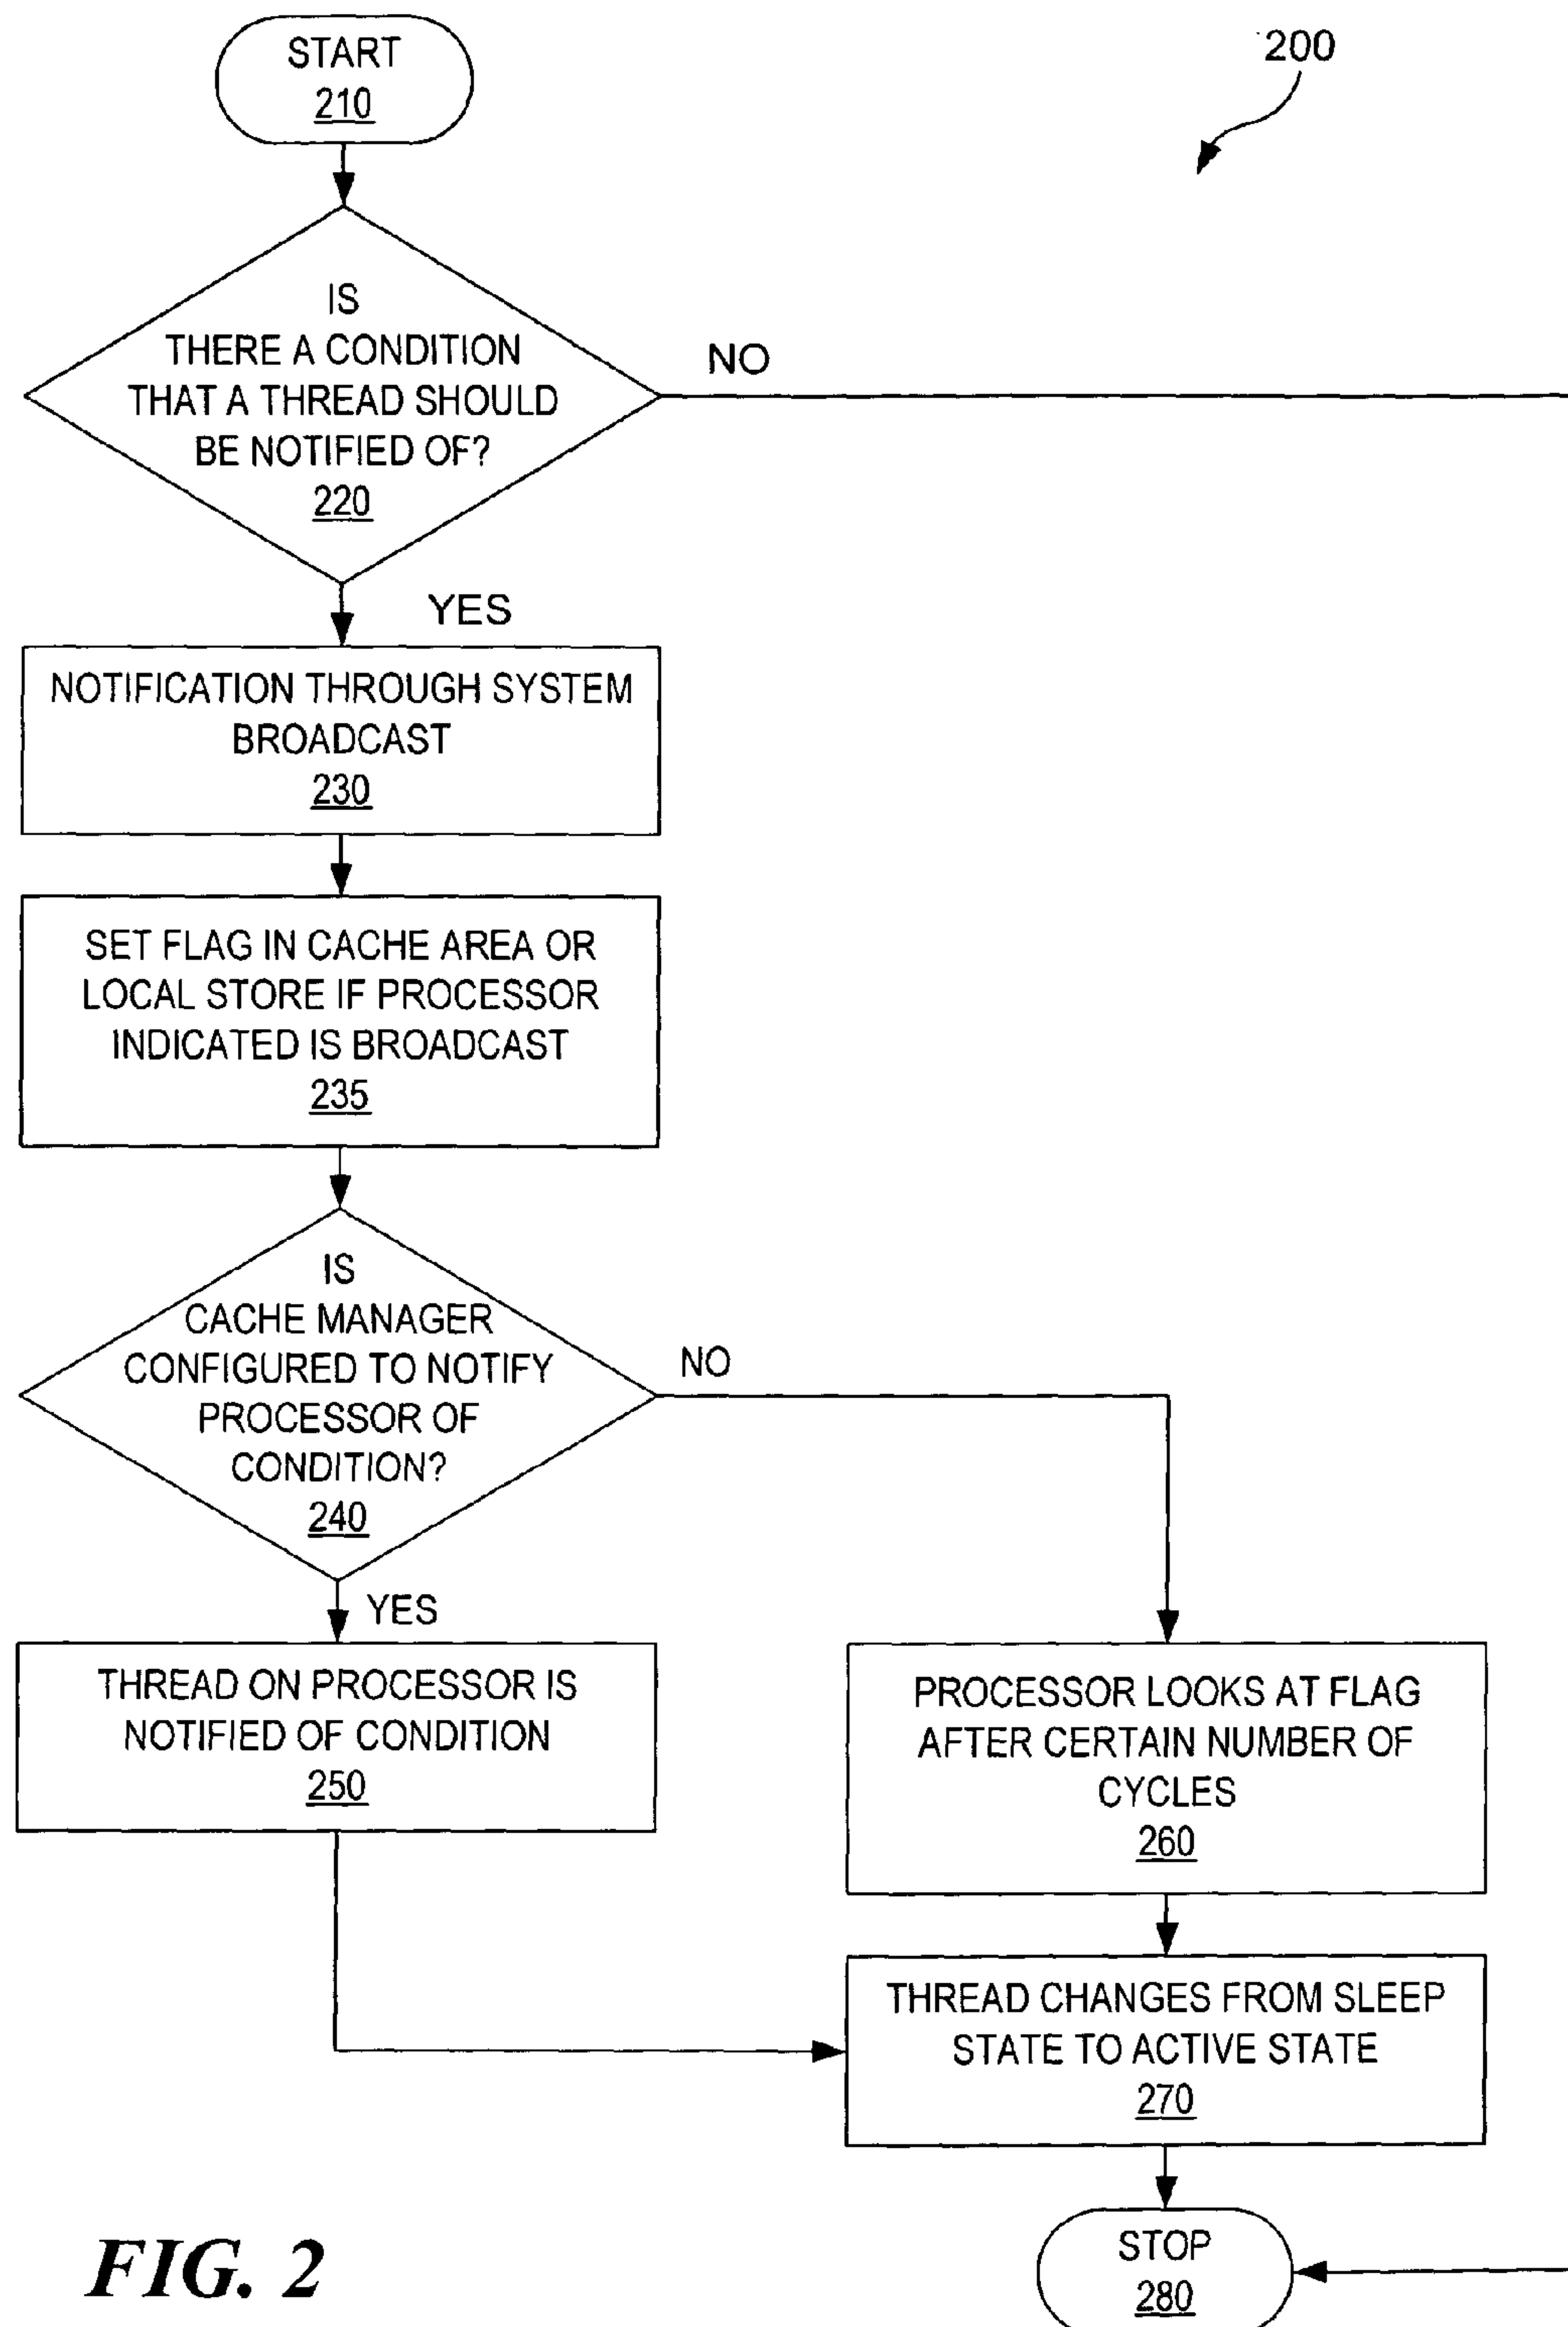 START
210
200
IS
THERE A CONDITION
THAT A THREAD SHOULD
BE NOTIFIED OF?
220
NO
YES
NOTIFICATION THROUGH SYSTEM
BROADCAST
230
SET FLAG IN CACHE AREA OR
LOCAL STORE IF PROCESSOR
INDICATED IS BROADCAST
235
IS
CACHE MANAGER
CONFIGURED TO NOTIFY
PROCESSOR OF
CONDITION?
240
NO
YES
THREAD ON PROCESSOR IS
NOTIFIED OF CONDITION
250
PROCESSOR LOOKS AT FLAG
AFTER CERTAIN NUMBER OF
CYCLES
260
THREAD CHANGES FROM SLEEP
STATE TO ACTIVE STATE
270
STOP
280
FIG. 2